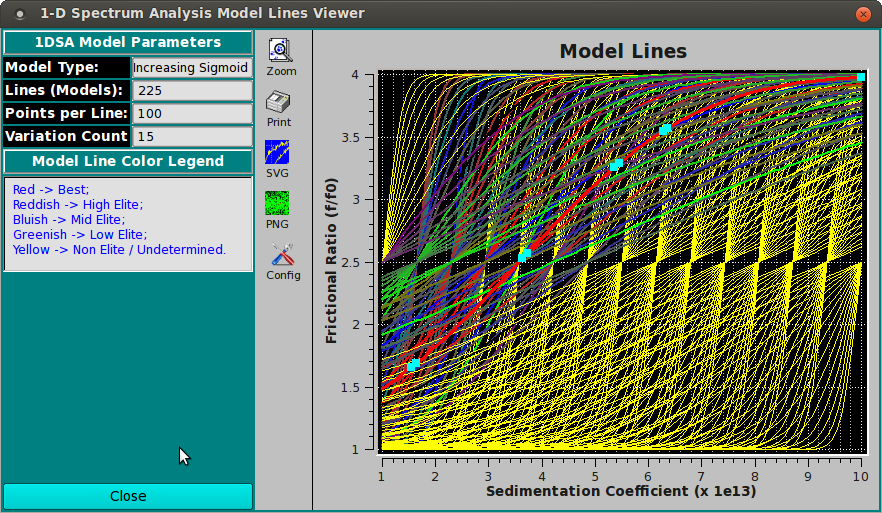 1-D Spectrum Analysis Model Lines Viewer
1DSA Model Parameters
Model Type: Increasing Sigmoid
Lines (Models): 225
Points per Line: 100
Variation Count 15
Model Line Color Legend
Red -> Best;
Reddish -> High Elite;
Bluish -> Mid Elite;
Greenish -> Low Elite;
Yellow -> Non Elite / Undetermined.
Close
Zoom
Print
SVG
PNG
Config
Model Lines
Frictional Ratio (f/f0)
4
3.5
3
2.5
2
1.5
1
1 2 3 4 5 6 7 8 9 10
Sedimentation Coefficient (x 1e13)